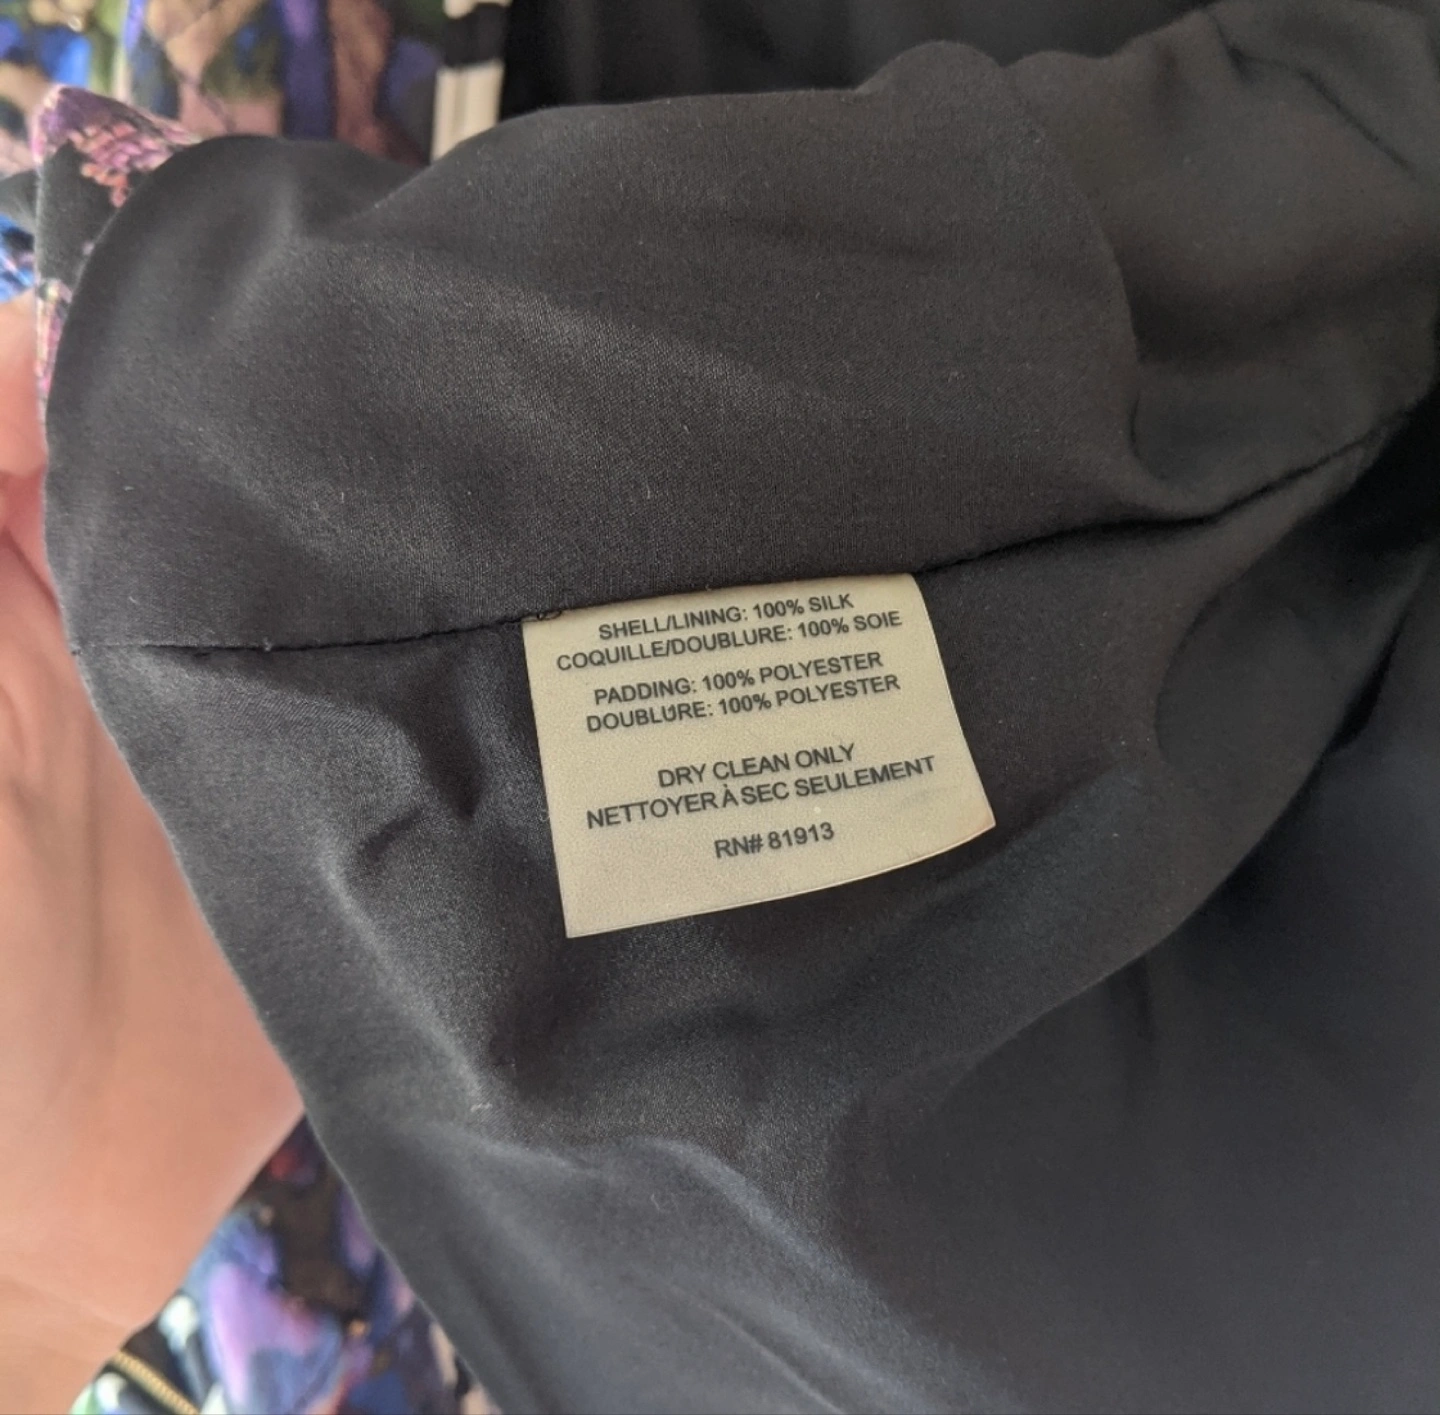 SHELL/LINING: 100% SILK
COQUILLE/DOUBLURE: 100% SOIE
PADDING: 100% POLYESTER
DOUBLURE: 100% POLYESTER
DRY CLEAN ONLY
NETTOYER À SEC SEULEMENT
RN# 81913